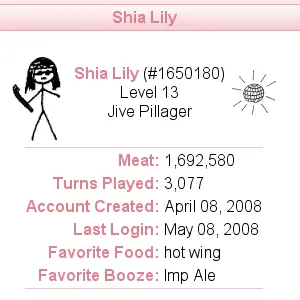 Shia Lily
Shia Lily (#1650180)
Level 13
Jive Pillager
Meat: 1,692,580
Turns Played: 3,077
Account Created: April 08, 2008
Last Login: May 08, 2008
Favorite Food: hot wing
Favorite Booze: Imp Ale